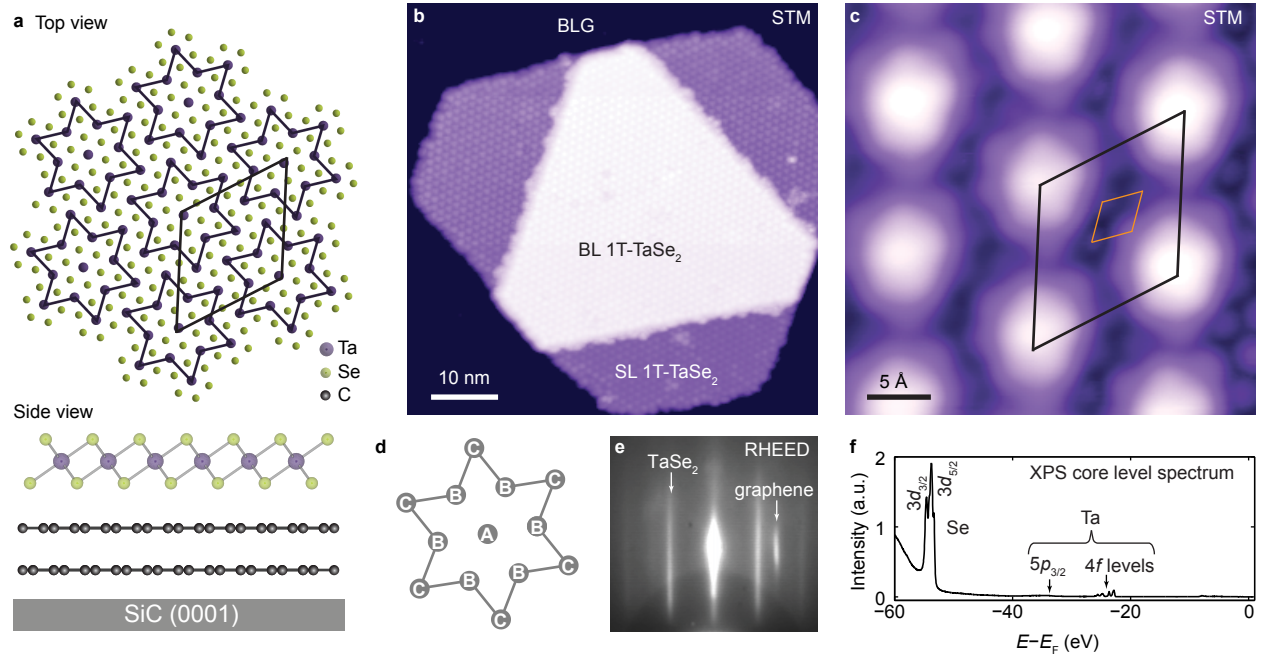 a Top view
Ta
Se
C
Side view
SiC (0001)
b
BLG
STM
BL 1T-TaSe₂
SL 1T-TaSe₂
10 nm
c
STM
5 Å
d
C
C
B
B
C
B
A
B
C
B
B
C
C
e
RHEED
TaSe₂
graphene
f
XPS core level spectrum
Intensity (a.u.)
2
1
0
3d₃/₂
3d₅/₂
Se
Ta
5p₃/₂
4f levels
−60
−40
−20
0
E−E_F (eV)